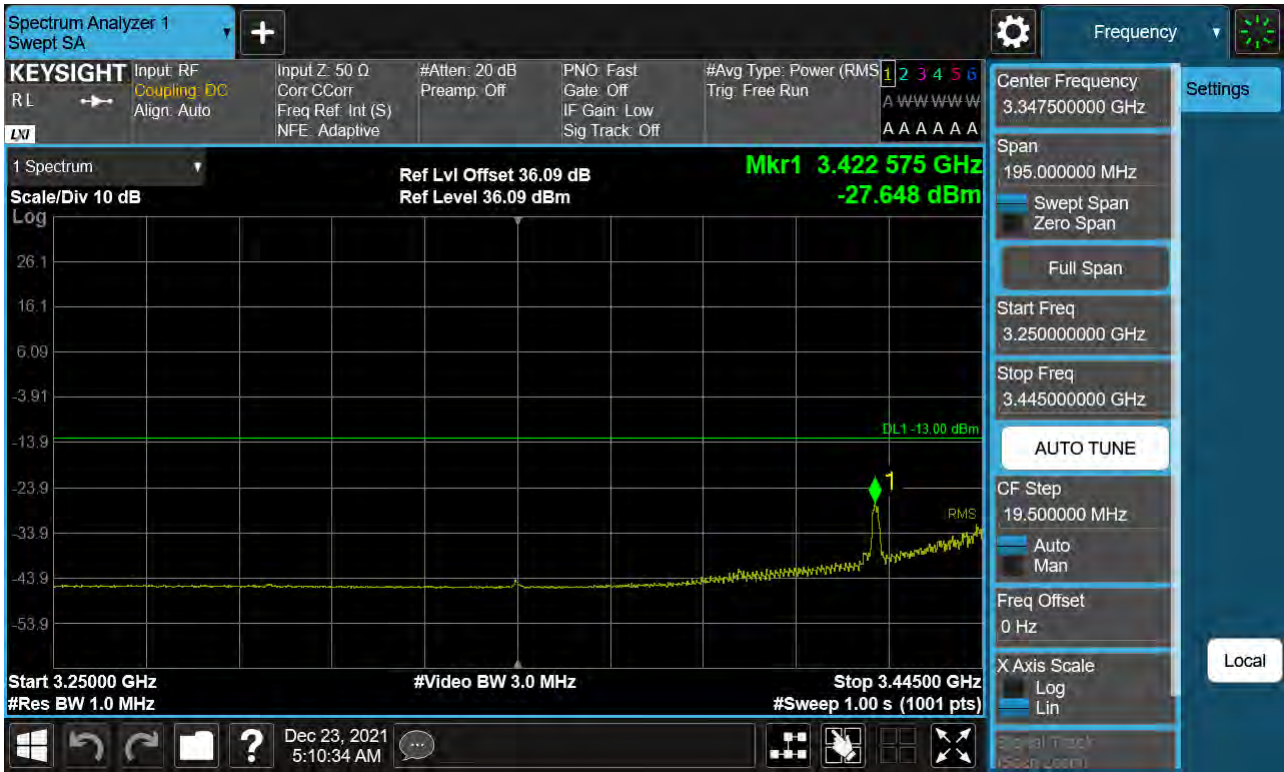 Spectrum Analyzer 1
Swept SA
+
Frequency
KEYSIGHT
RL
LXI
Input: RF
Coupling: DC
Align: Auto
Input Z: 50 Ω
Corr CCorr
Freq Ref: Int (S)
NFE: Adaptive
#Atten: 20 dB
Preamp: Off
PNO: Fast
Gate: Off
IF Gain: Low
Sig Track: Off
#Avg Type: Power (RMS
Trig: Free Run
1 2 3 4 5 6
A W W W W W
A A A A A A
1 Spectrum
Scale/Div 10 dB
Log
Ref Lvl Offset 36.09 dB
Ref Level 36.09 dBm
Mkr1 3.422 575 GHz
-27.648 dBm
26.1
16.1
6.09
-3.91
-13.9
-23.9
-33.9
-43.9
-53.9
DL1 -13.00 dBm
1
RMS
Start 3.25000 GHz
#Res BW 1.0 MHz
#Video BW 3.0 MHz
Stop 3.44500 GHz
#Sweep 1.00 s (1001 pts)
Center Frequency
3.347500000 GHz
Span
195.000000 MHz
Swept Span
Zero Span
Full Span
Start Freq
3.250000000 GHz
Stop Freq
3.445000000 GHz
AUTO TUNE
CF Step
19.500000 MHz
Auto
Man
Freq Offset
0 Hz
X Axis Scale
Log
Lin
Signal Track
(Span Zoom)
Settings
Local
?
Dec 23, 2021
5:10:34 AM